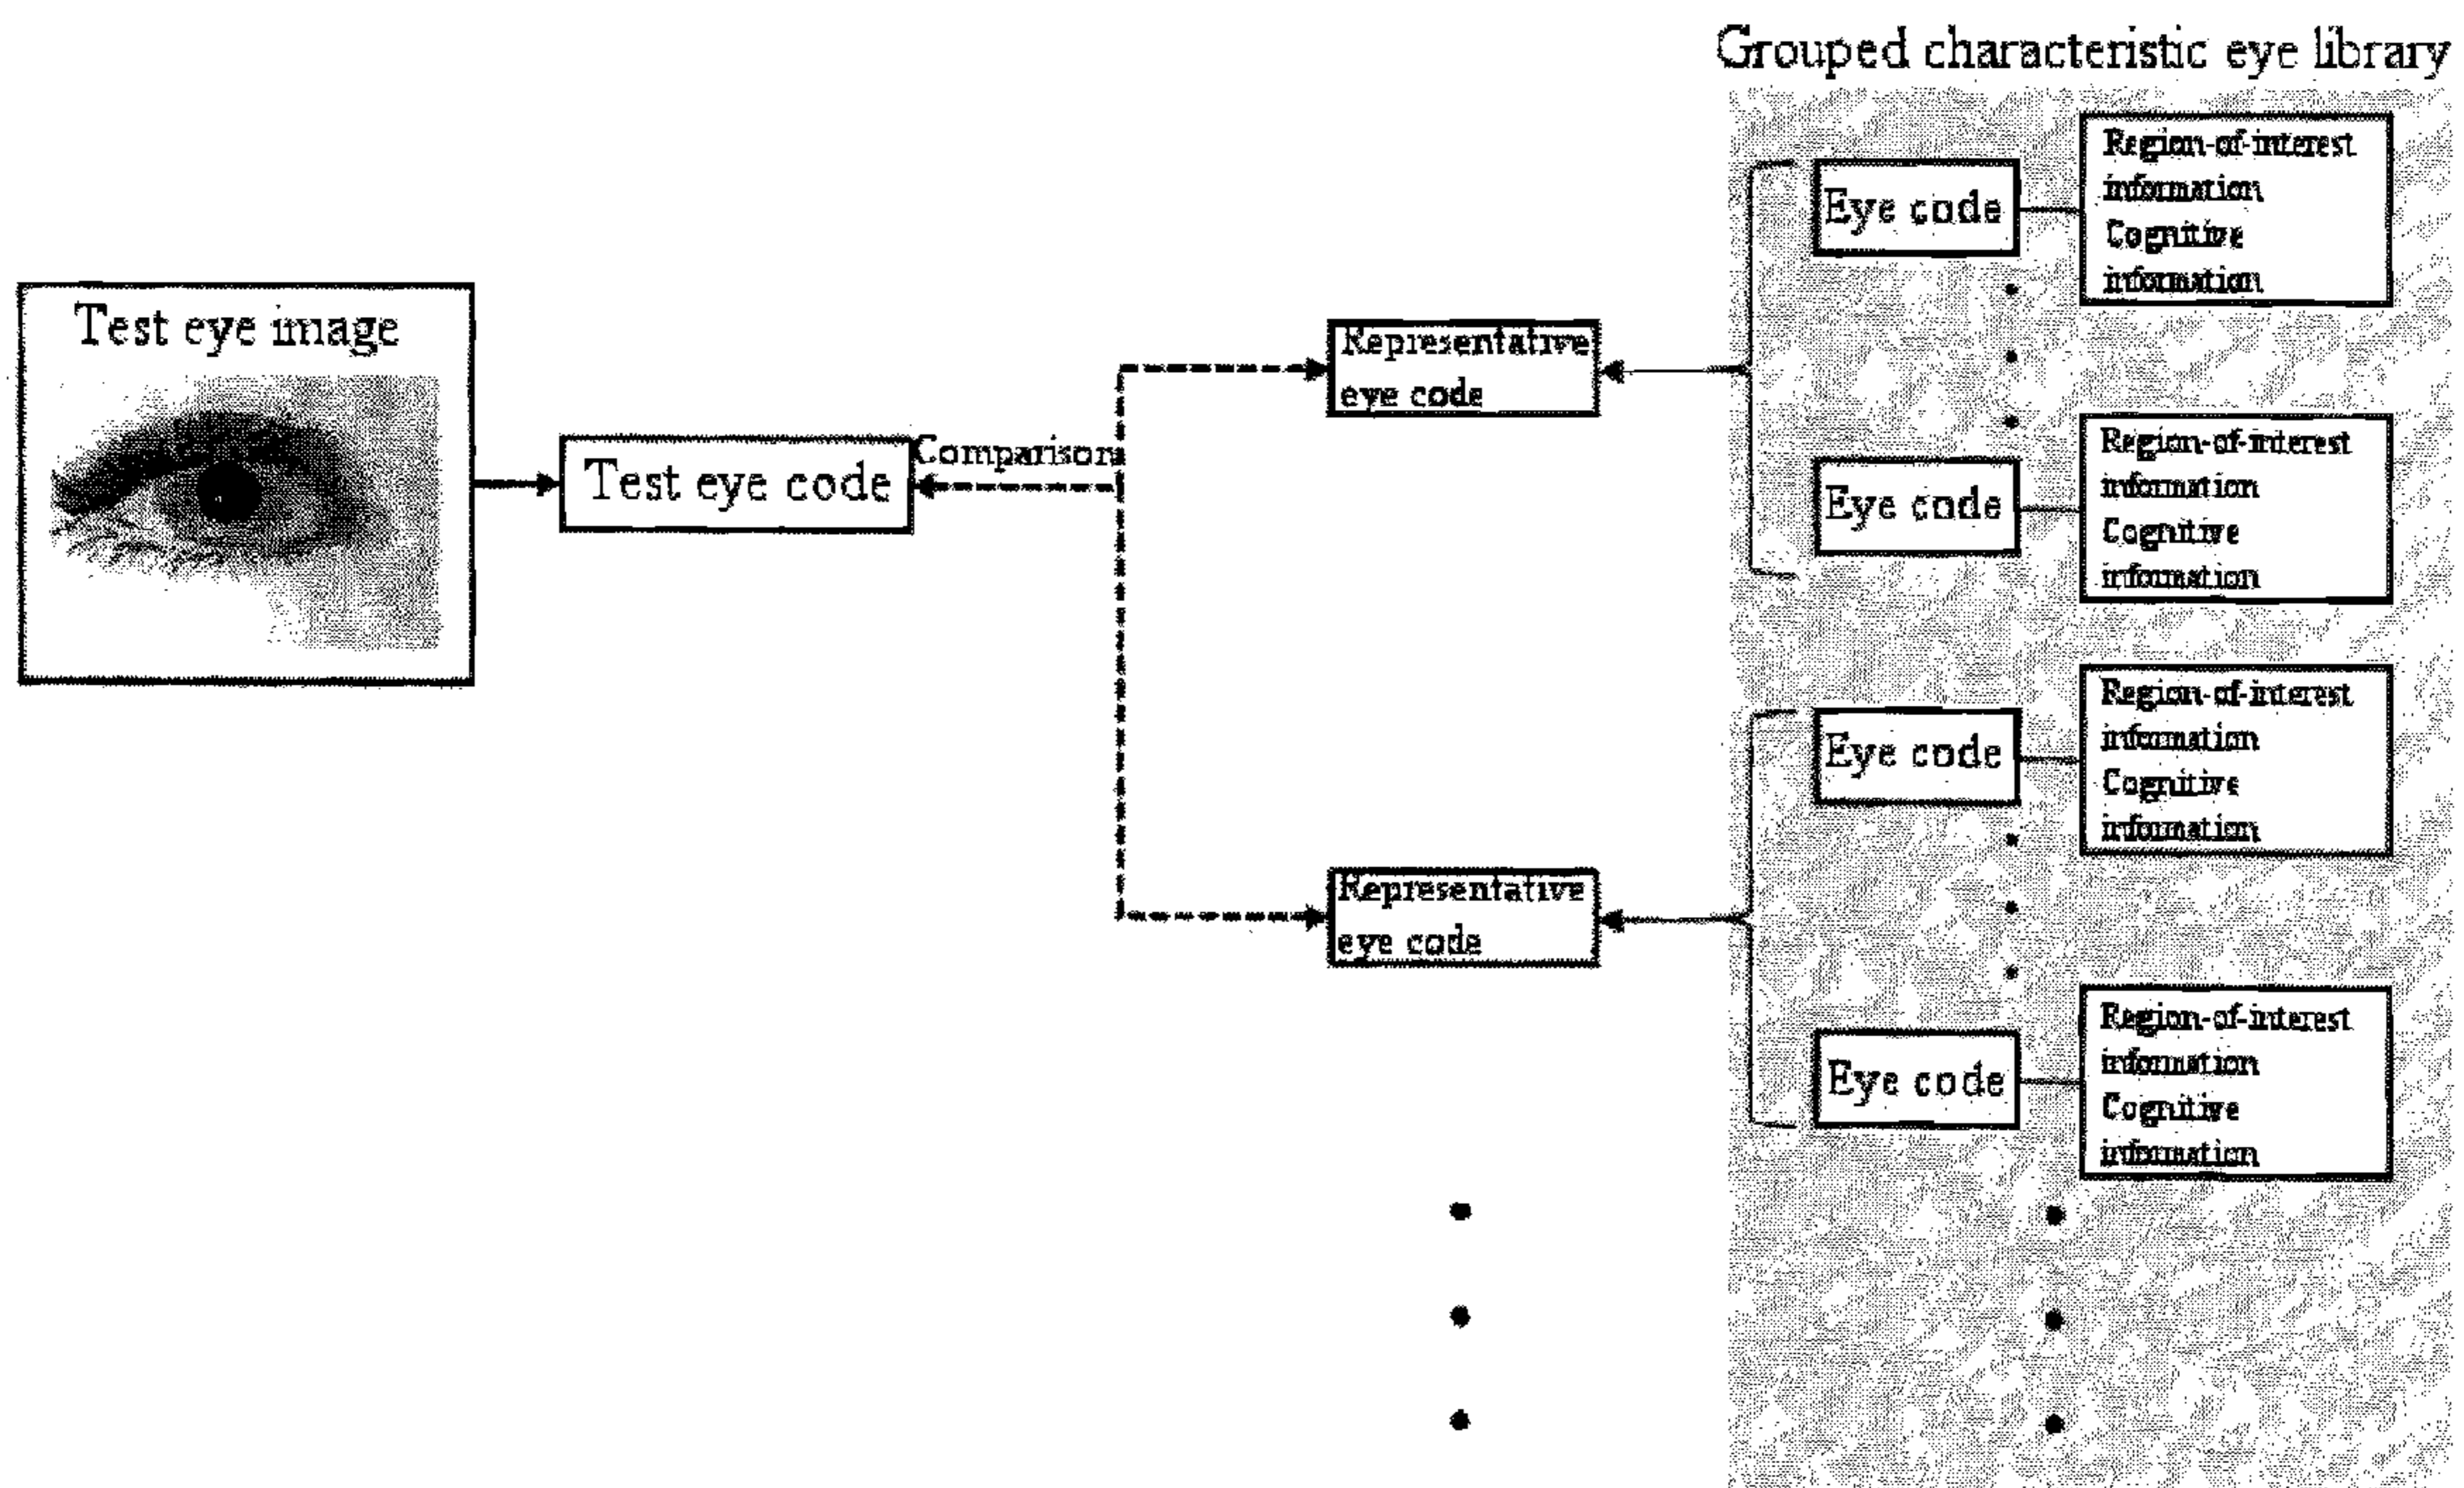 Grouped characteristic eye library
Test eye image
Test eye code
Comparison
Representative
eye code
Representative
eye code
Eye code
Region-of-interest
information
Cognitive
information
Eye code
Region-of-interest
information
Cognitive
information
Eye code
Region-of-interest
information
Cognitive
information
Eye code
Region-of-interest
information
Cognitive
information